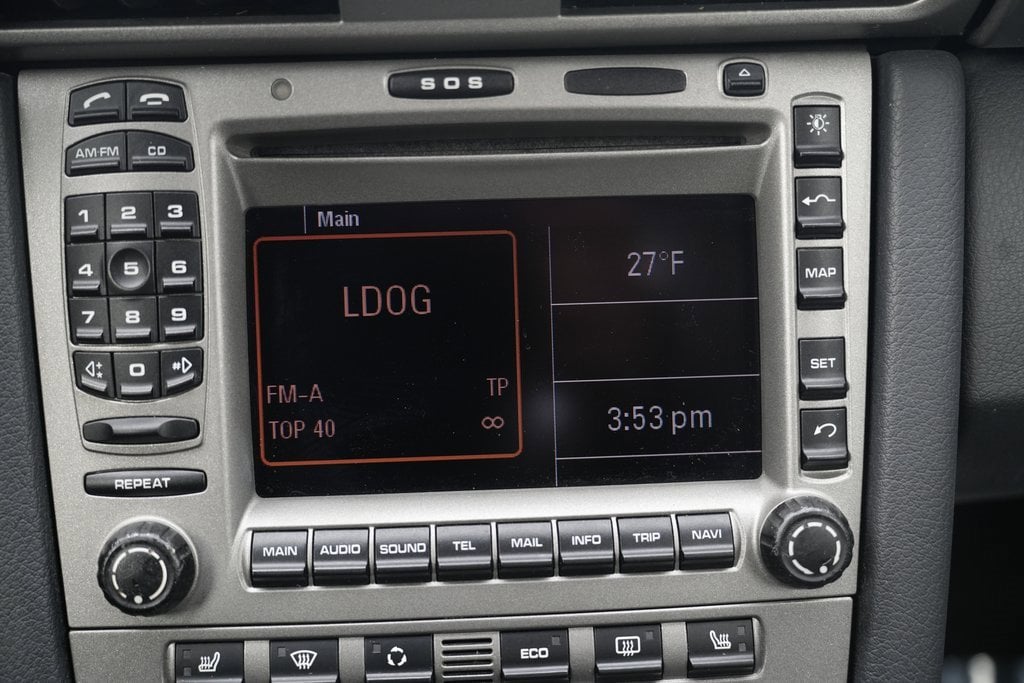 SOS
AM·FM CD
1 2 3
4 5 6
7 8 9
* 0 #
REPEAT
Main
LDOG
FM-A TP
TOP 40 ∞
27°F
3:53 pm
MAP
SET
MAIN AUDIO SOUND TEL MAIL INFO TRIP NAVI
ECO